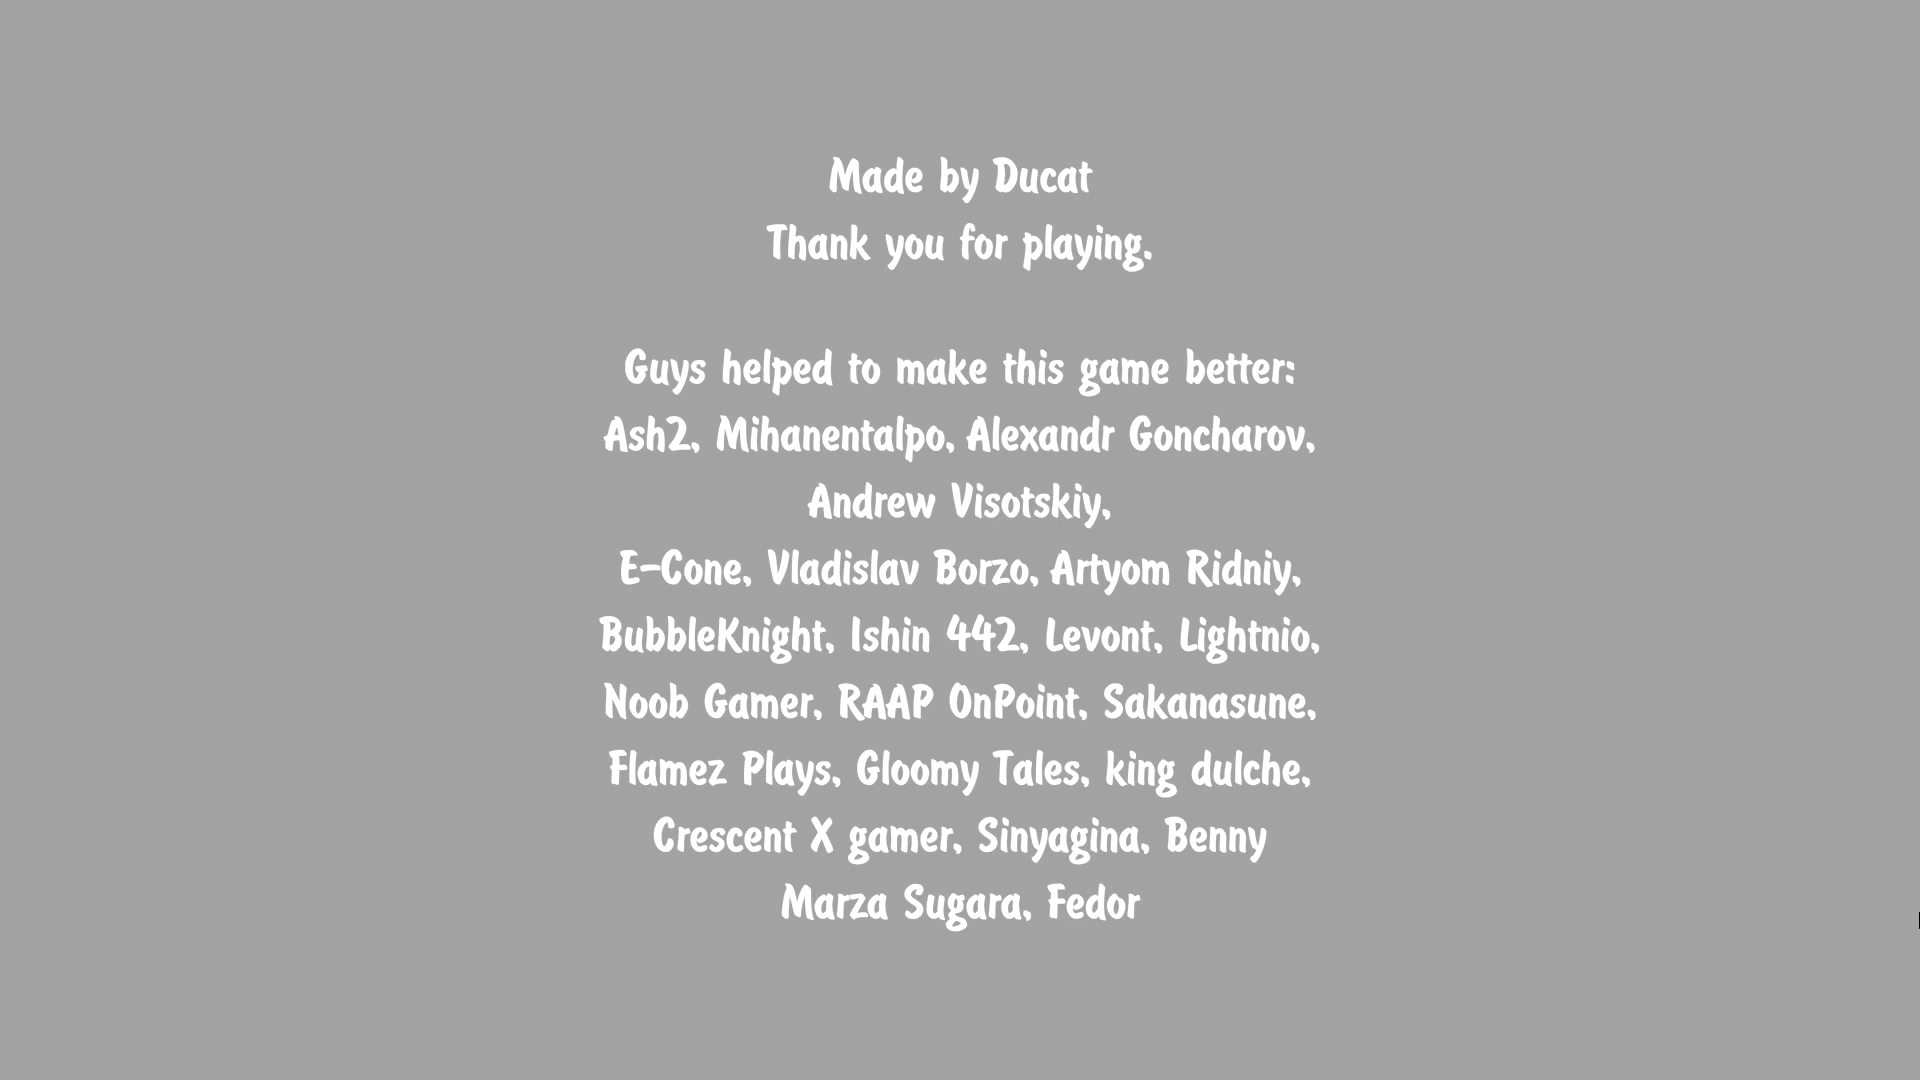 Made by Ducat
Thank you for playing.
Guys helped to make this game better:
Ash2, Mihanentalpo, Alexandr Goncharov,
Andrew Visotskiy,
E-Cone, Vladislav Borzo, Artyom Ridniy,
BubbleKnight, Ishin 442, Levont, Lightnio,
Noob Gamer, RAAP OnPoint, Sakanasune,
Flamez Plays, Gloomy Tales, king dulche,
Crescent X gamer, Sinyagina, Benny
Marza Sugara, Fedor